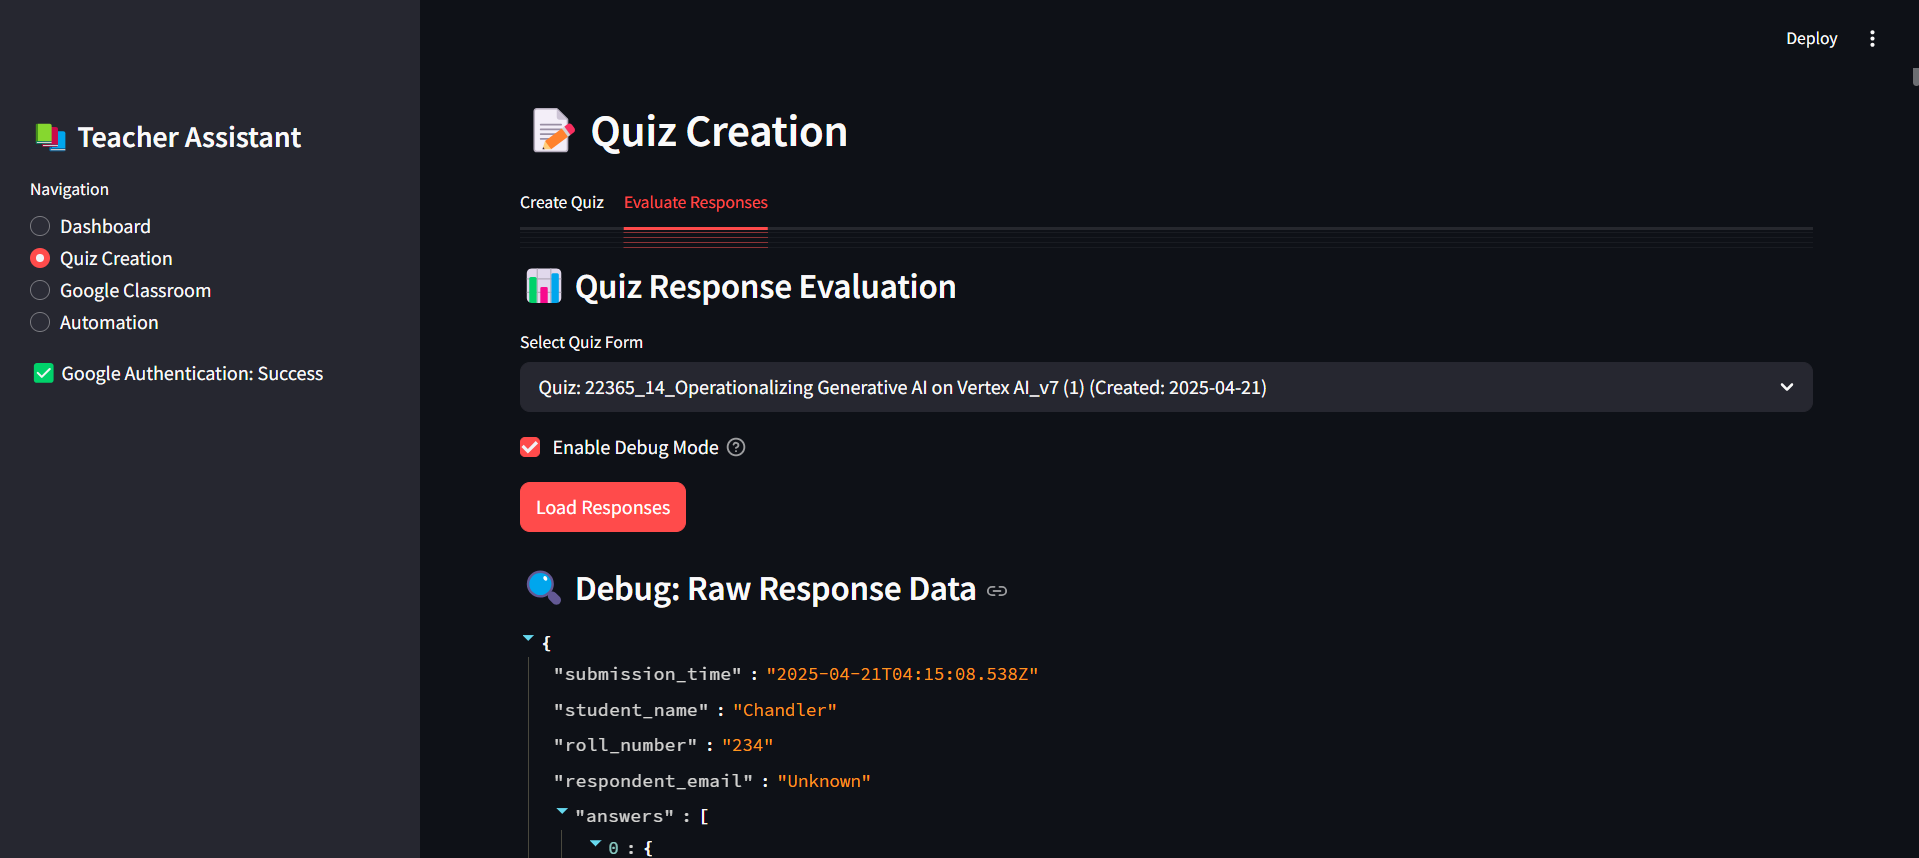 Deploy
Teacher Assistant
Navigation
Dashboard
Quiz Creation
Google Classroom
Automation
Google Authentication: Success
Quiz Creation
Create Quiz
Evaluate Responses
Quiz Response Evaluation
Select Quiz Form
Quiz: 22365_14_Operationalizing Generative AI on Vertex AI_v7 (1) (Created: 2025-04-21)
Enable Debug Mode
Load Responses
Debug: Raw Response Data
{
"submission_time" : "2025-04-21T04:15:08.538Z"
"student_name" : "Chandler"
"roll_number" : "234"
"respondent_email" : "Unknown"
"answers" : [
0 : {